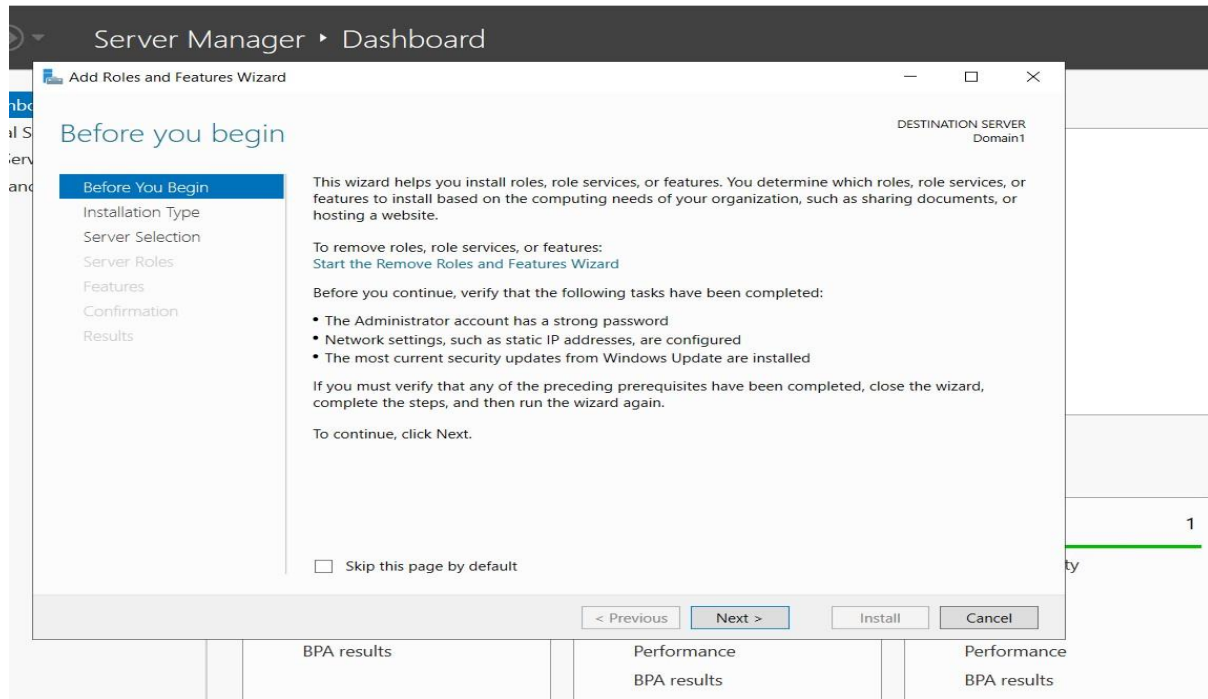 Server Manager ‣ Dashboard
Add Roles and Features Wizard
Before you begin
DESTINATION SERVER
Domain1
Before You Begin
Installation Type
Server Selection
Server Roles
Features
Confirmation
Results
This wizard helps you install roles, role services, or features. You determine which roles, role services, or
features to install based on the computing needs of your organization, such as sharing documents, or
hosting a website.
To remove roles, role services, or features:
Start the Remove Roles and Features Wizard
Before you continue, verify that the following tasks have been completed:
• The Administrator account has a strong password
• Network settings, such as static IP addresses, are configured
• The most current security updates from Windows Update are installed
If you must verify that any of the preceding prerequisites have been completed, close the wizard,
complete the steps, and then run the wizard again.
To continue, click Next.
Skip this page by default
< Previous
Next >
Install
Cancel
1
ty
BPA results
Performance
BPA results
Performance
BPA results